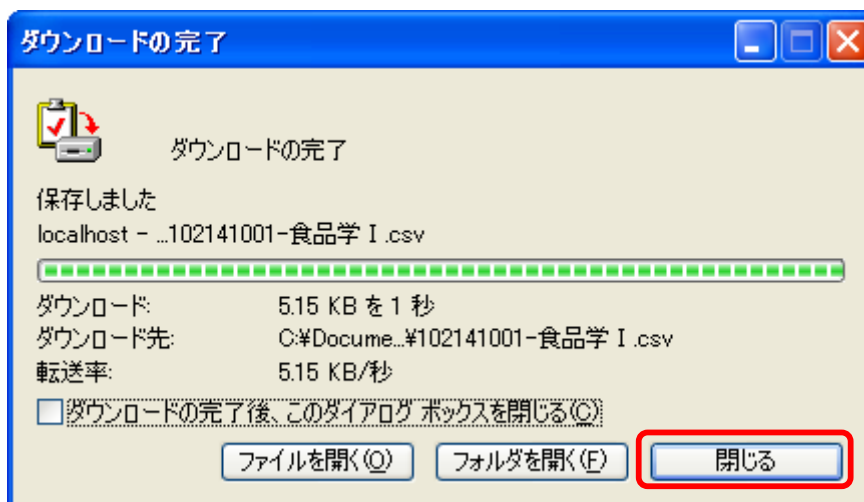 ダウンロードの完了
ダウンロードの完了
保存しました
localhost - ...102141001-食品学Ⅰ.csv
ダウンロード: 5.15 KB を 1 秒
ダウンロード先: C:¥Docume...¥102141001-食品学Ⅰ.csv
転送率: 5.15 KB/秒
ダウンロードの完了後、このダイアログ ボックスを閉じる(C)
ファイルを開く(O) フォルダを開く(F) 閉じる